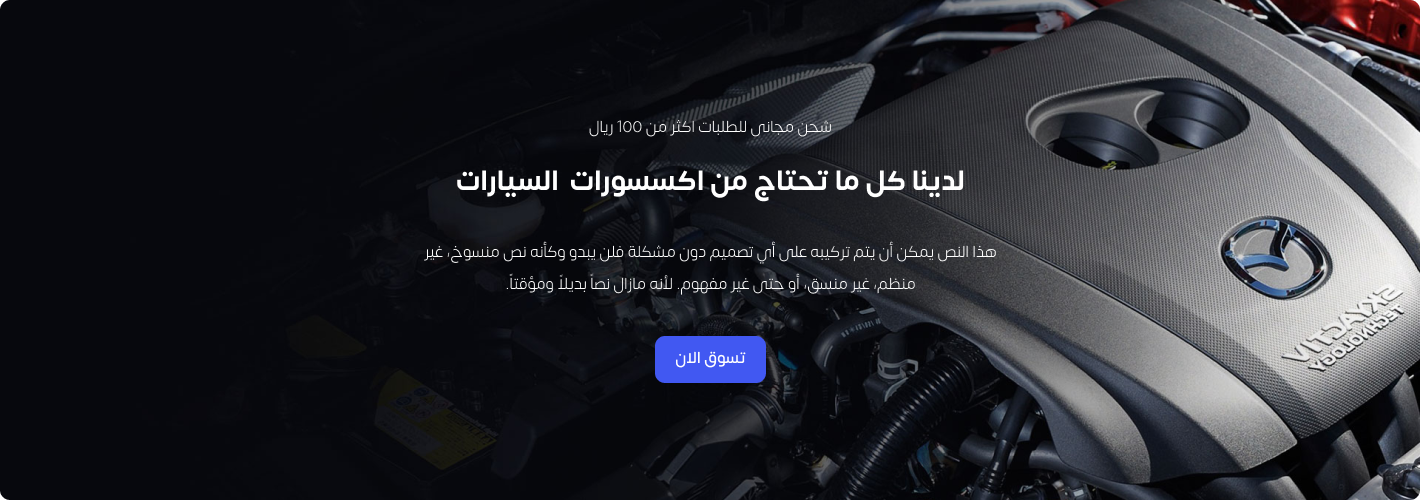 شحن مجاني للطلبات اكثر من 100 ريال
لدينا كل ما تحتاج من اكسسورات السيارات
هذا النص يمكن أن يتم تركيبه على أي تصميم دون مشكلة فلن يبدو وكأنه نص منسوخ، غير
منظم، غير منسق، أو حتى غير مفهوم. لأنه مازال نصاً بديلاً ومؤقتاً.
تسوق الان
SKYACTIV
TECHNOLOGY